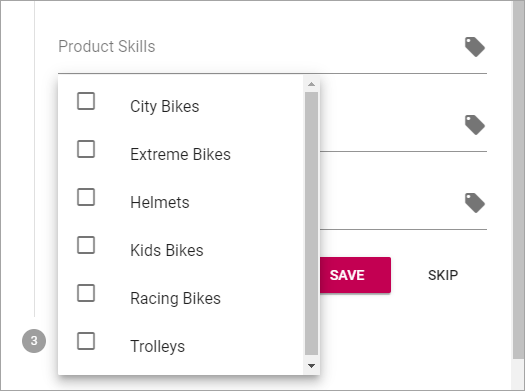 Product Skills
City Bikes
Extreme Bikes
Helmets
Kids Bikes
SAVE SKIP
Racing Bikes
3
Trolleys